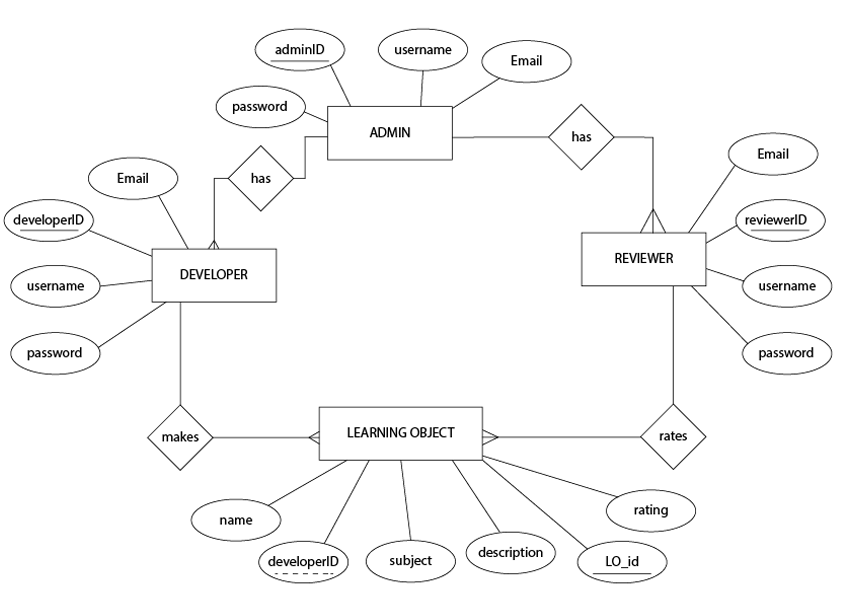 adminID
username
Email
password
ADMIN
has
has
Email
Email
developerID
reviewerID
DEVELOPER
REVIEWER
username
username
password
password
makes
LEARNING OBJECT
rates
name
rating
developerID
subject
description
LO_id